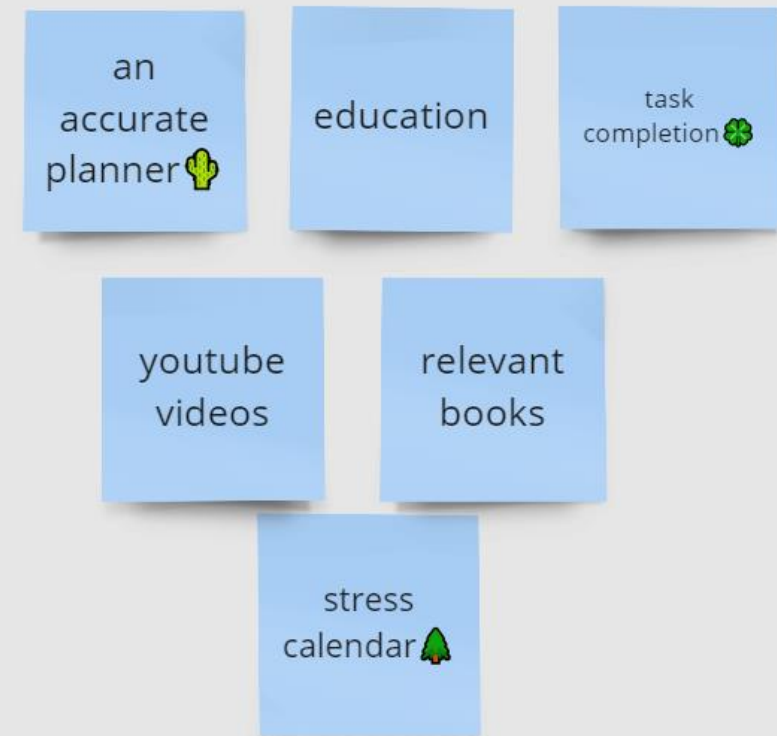 an
accurate
planner🌵
education
task
completion🍀
youtube
videos
relevant
books
stress
calendar🌲